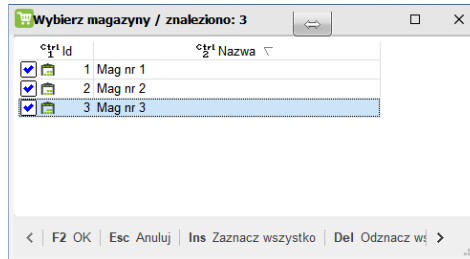 Wybierz magazyny / znaleziono: 3
Ctrl 1 Id Ctrl 2 Nazwa
1 Mag nr 1
2 Mag nr 2
3 Mag nr 3
F2 OK Esc Anuluj Ins Zaznacz wszystko Del Odznacz